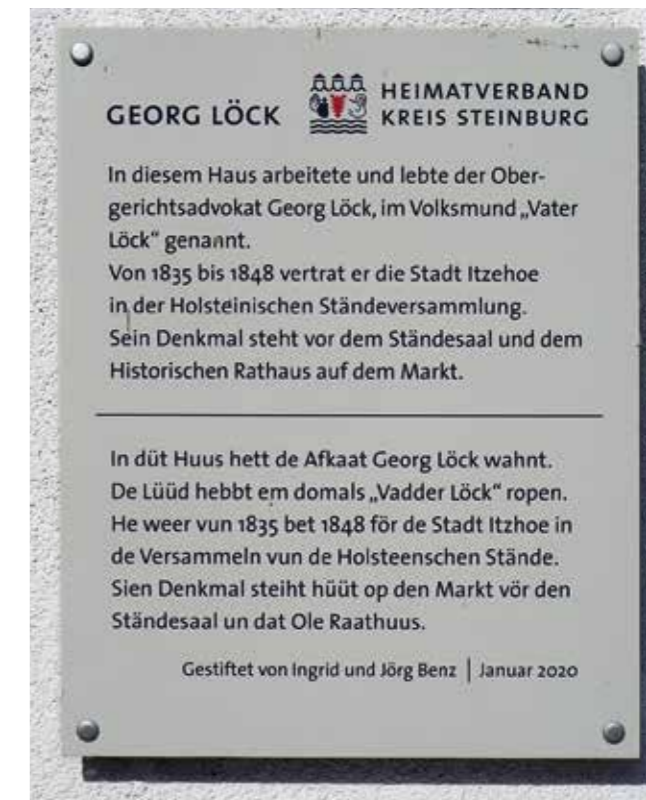 GEORG LÖCK
HEIMATVERBAND
KREIS STEINBURG
In diesem Haus arbeitete und lebte der Ober-
gerichtsadvokat Georg Löck, im Volksmund „Vater
Löck“ genannt.
Von 1835 bis 1848 vertrat er die Stadt Itzehoe
in der Holsteinischen Ständeversammlung.
Sein Denkmal steht vor dem Ständesaal und dem
Historischen Rathaus auf dem Markt.
In düt Huus hett de Afkaat Georg Löck wahnt.
De Lüüd hebbt em domals „Vadder Löck“ ropen.
He weer vun 1835 bet 1848 för de Stadt Itzhoe in
de Versammeln vun de Holsteenschen Stände.
Sien Denkmal steiht hüüt op den Markt vör den
Ständesaal un dat Ole Raathuus.
Gestiftet von Ingrid und Jörg Benz | Januar 2020